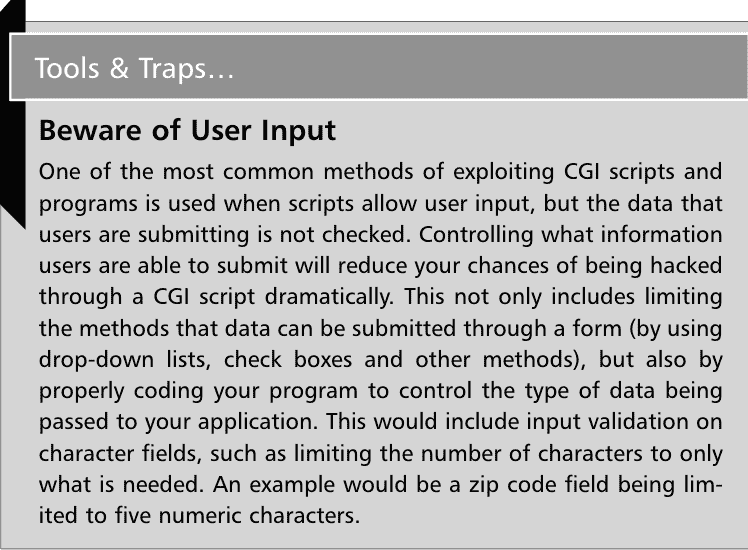 Tools & Traps…
Beware of User Input
One of the most common methods of exploiting CGI scripts and
programs is used when scripts allow user input, but the data that
users are submitting is not checked. Controlling what information
users are able to submit will reduce your chances of being hacked
through a CGI script dramatically. This not only includes limiting
the methods that data can be submitted through a form (by using
drop-down lists, check boxes and other methods), but also by
properly coding your program to control the type of data being
passed to your application. This would include input validation on
character fields, such as limiting the number of characters to only
what is needed. An example would be a zip code field being lim-
ited to five numeric characters.